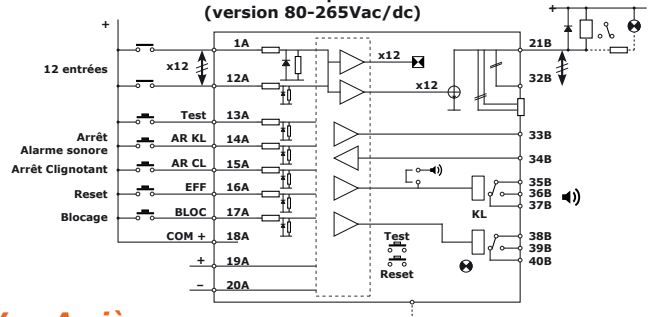 (version 80-265Vac/dc)
+
+
1A
21B
12 entrées
x12
x12
x12
12A
32B
Test
13A
33B
Arrêt
Alarme sonore
AR KL
14A
34B
Arrêt Clignotant
AR CL
15A
35B
Reset
EFF
16A
36B
37B
Blocage
BLOC
17A
KL
COM +
18A
Test
38B
39B
40B
+
19A
Reset
–
20A